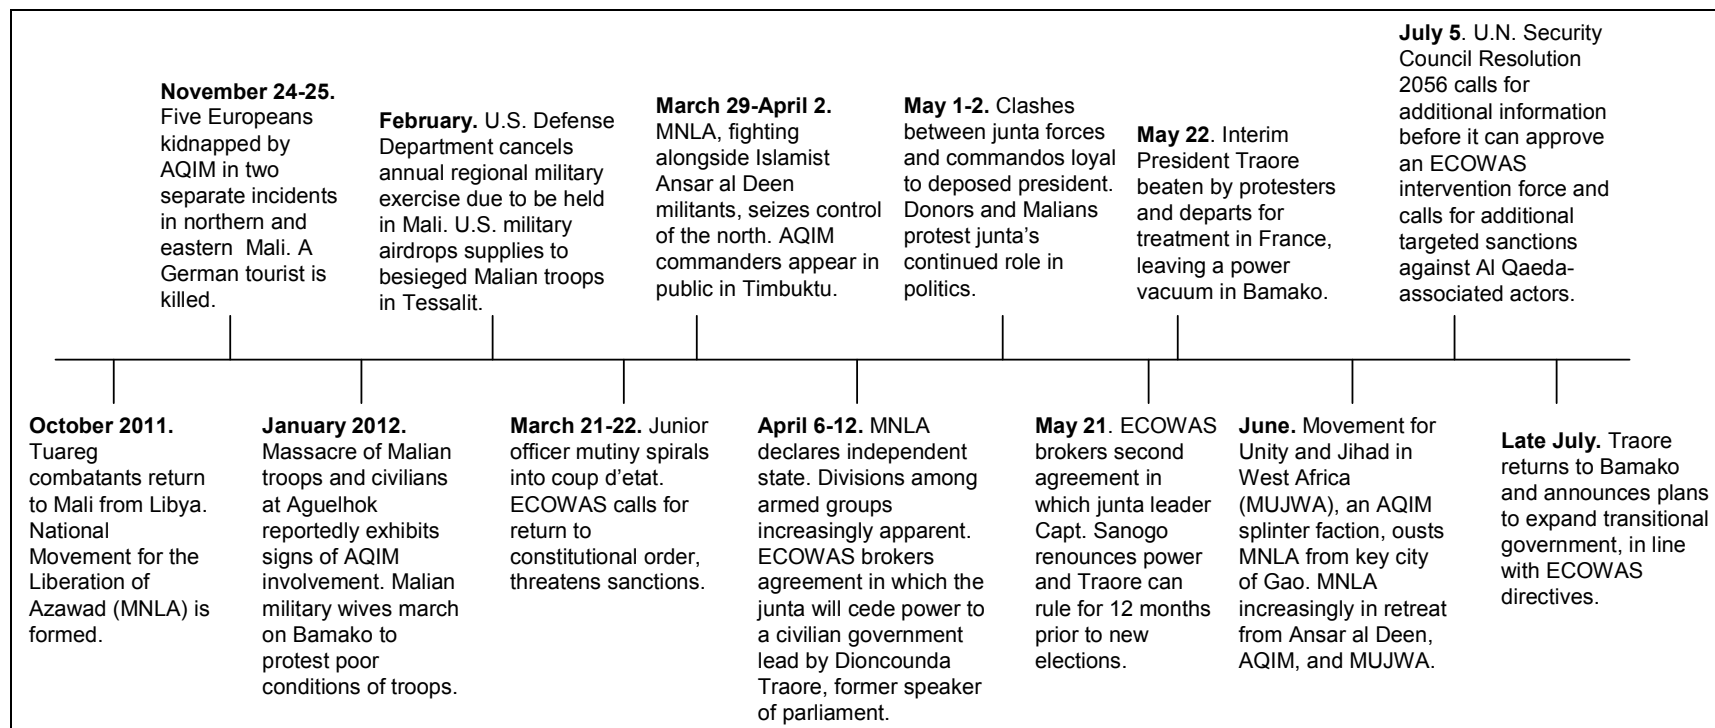 November 24-25.
Five Europeans
kidnapped by
AQIM in two
separate incidents
in northern and
eastern Mali. A
German tourist is
killed.
February. U.S. Defense
Department cancels
annual regional military
exercise due to be held
in Mali. U.S. military
airdrops supplies to
besieged Malian troops
in Tessalit.
March 29-April 2.
MNLA, fighting
alongside Islamist
Ansar al Deen
militants, seizes control
of the north. AQIM
commanders appear in
public in Timbuktu.
May 1-2. Clashes
between junta forces
and commandos loyal
to deposed president.
Donors and Malians
protest junta's
continued role in
politics.
May 22. Interim
President Traore
beaten by protesters
and departs for
treatment in France,
leaving a power
vacuum in Bamako.
July 5. U.N. Security
Council Resolution
2056 calls for
additional information
before it can approve
an ECOWAS
intervention force and
calls for additional
targeted sanctions
against Al Qaeda-
associated actors.
October 2011.
Tuareg
combatants return
to Mali from Libya.
National
Movement for the
Liberation of
Azawad (MNLA) is
formed.
January 2012.
Massacre of Malian
troops and civilians
at Aguelhok
reportedly exhibits
signs of AQIM
involvement. Malian
military wives march
on Bamako to
protest poor
conditions of troops.
March 21-22. Junior
officer mutiny spirals
into coup d'etat.
ECOWAS calls for
return to
constitutional order,
threatens sanctions.
April 6-12. MNLA
declares independent
state. Divisions among
armed groups
increasingly apparent.
ECOWAS brokers
agreement in which the
junta will cede power to
a civilian government
lead by Dioncounda
Traore, former speaker
of parliament.
May 21. ECOWAS
brokers second
agreement in
which junta leader
Capt. Sanogo
renounces power
and Traore can
rule for 12 months
prior to new
elections.
June. Movement for
Unity and Jihad in
West Africa
(MUJWA), an AQIM
splinter faction, ousts
MNLA from key city
of Gao. MNLA
increasingly in retreat
from Ansar al Deen,
AQIM, and MUJWA.
Late July. Traore
returns to Bamako
and announces plans
to expand transitional
government, in line
with ECOWAS
directives.